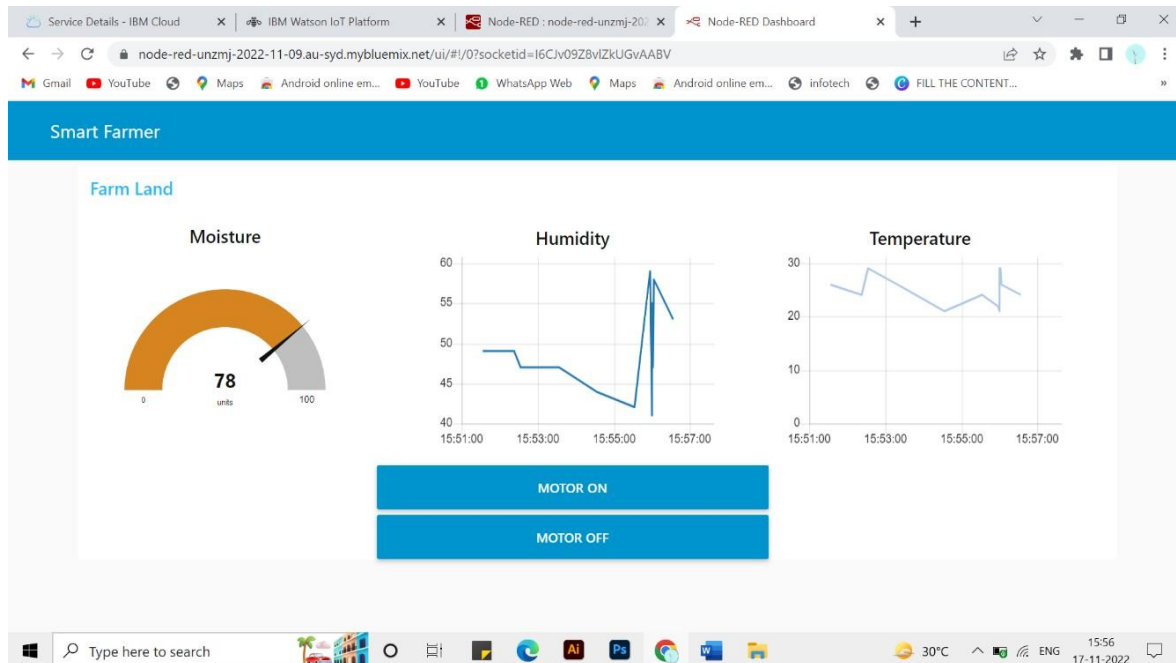 Service Details - IBM Cloud
IBM Watson IoT Platform
Node-RED : node-red-unzmj-202
Node-RED Dashboard
node-red-unzmj-2022-11-09.au-syd.mybluemix.net/ui/#!/0?socketid=I6CJv09Z8vIZkUGvAABV
Gmail YouTube Maps Android online em... YouTube WhatsApp Web Maps Android online em... infotech FILL THE CONTENT... »
Smart Farmer
Farm Land
Moisture
78
units
0
100
Humidity
60
55
50
45
40
15:51:00 15:53:00 15:55:00 15:57:00
Temperature
30
20
10
0
15:51:00 15:53:00 15:55:00 15:57:00
MOTOR ON
MOTOR OFF
Type here to search
Ai
Ps
W
30°C
ENG
15:56
17-11-2022